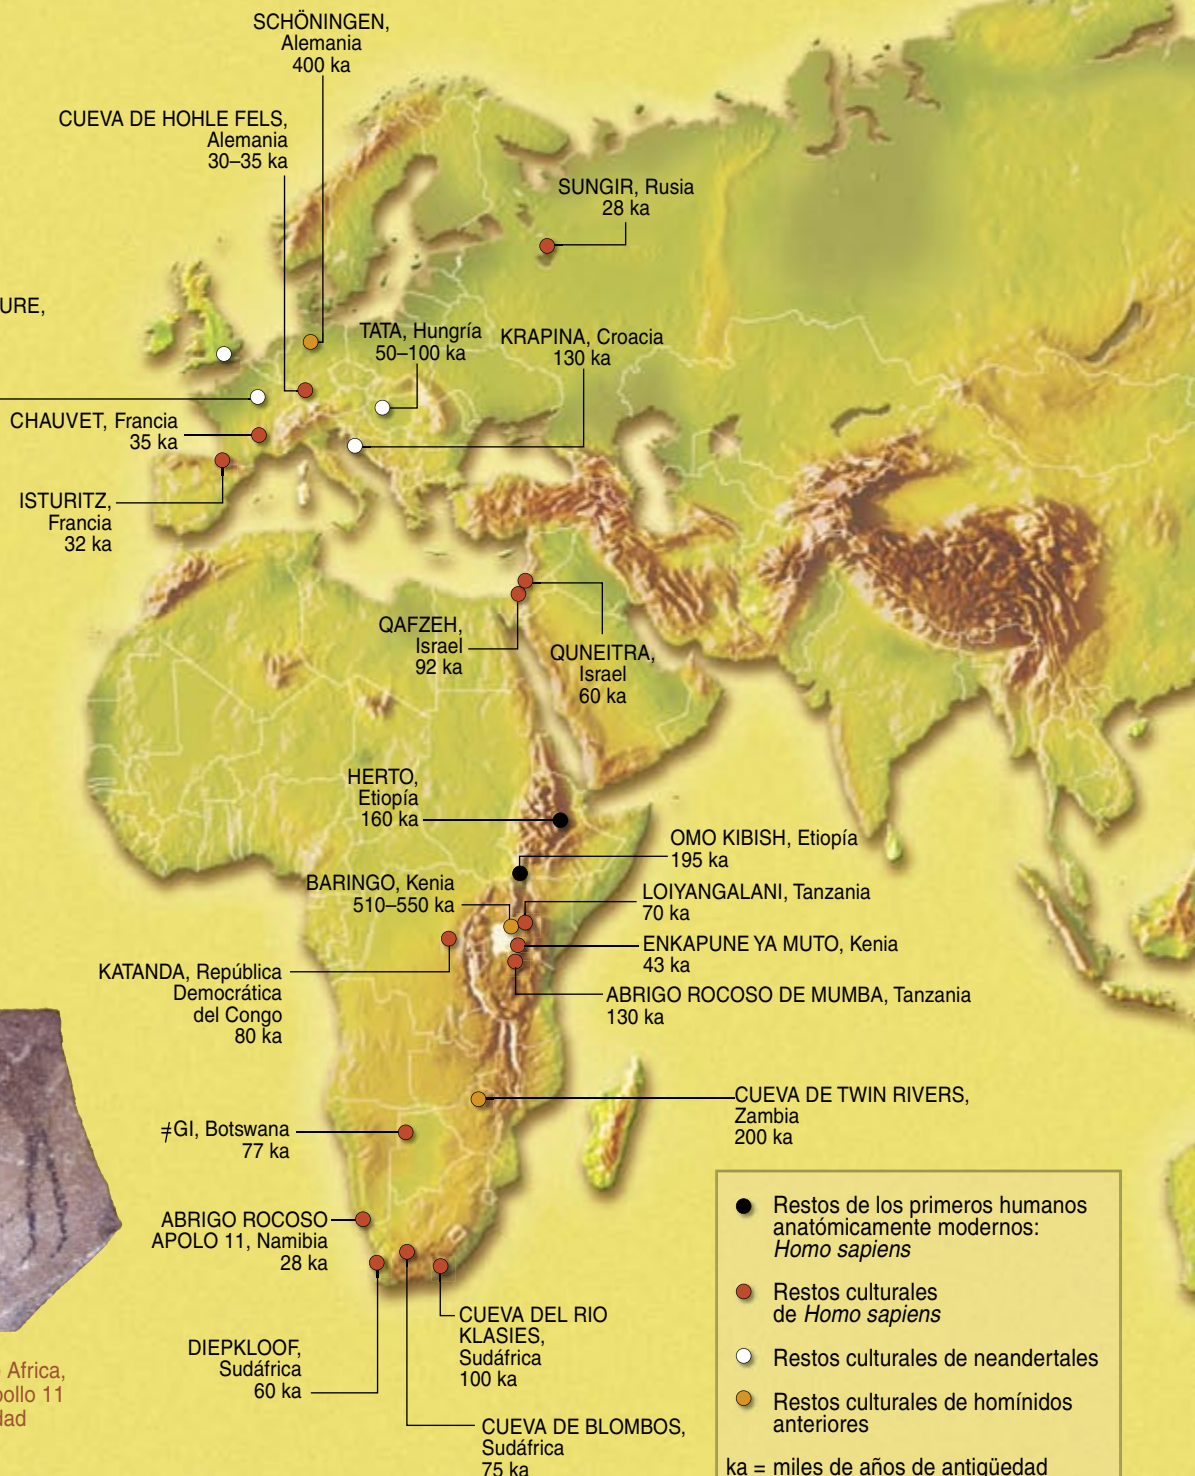 SCHÖNINGEN,
Alemania
400 ka
CUEVA DE HOHLE FELS,
Alemania
30–35 ka
SUNGIR, Rusia
28 ka
URE,
TATA, Hungría
50–100 ka
KRAPINA, Croacia
130 ka
CHAUVET, Francia
35 ka
ISTURITZ,
Francia
32 ka
QAFZEH,
Israel
92 ka
QUNEITRA,
Israel
60 ka
HERTO,
Etiopía
160 ka
OMO KIBISH, Etiopía
195 ka
BARINGO, Kenia
510–550 ka
LOIYANGALANI, Tanzania
70 ka
ENKAPUNE YA MUTO, Kenia
43 ka
KATANDA, República
Democrática
del Congo
80 ka
ABRIGO ROCOSO DE MUMBA, Tanzania
130 ka
CUEVA DE TWIN RIVERS,
Zambia
200 ka
≠GI, Botswana
77 ka
ABRIGO ROCOSO
APOLO 11, Namibia
28 ka
DIEPKLOOF,
Sudáfrica
60 ka
CUEVA DEL RIO
KLASIES,
Sudáfrica
100 ka
CUEVA DE BLOMBOS,
Sudáfrica
75 ka
Africa,
ollo 11
dad
Restos de los primeros humanos
anatómicamente modernos:
Homo sapiens
Restos culturales
de Homo sapiens
Restos culturales de neandertales
Restos culturales de homínidos
anteriores
ka = miles de años de antigüedad